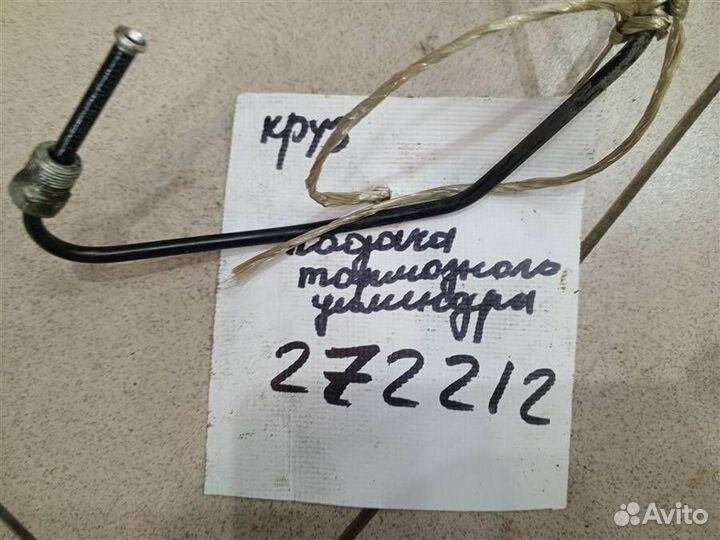 круз
подача
тормозного
цилиндра
272212
Avito